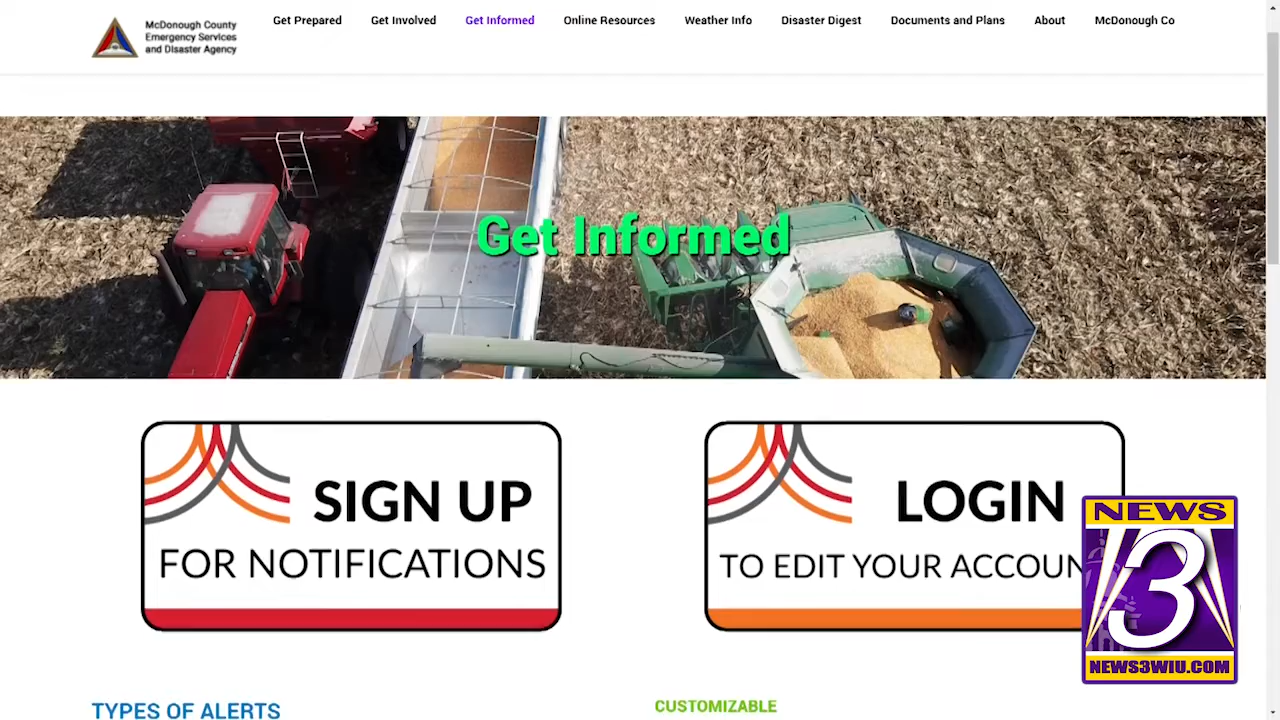 McDonough County
Emergency Services
and Disaster Agency
Get Prepared
Get Involved
Get Informed
Online Resources
Weather Info
Disaster Digest
Documents and Plans
About
McDonough Co
Get Informed
SIGN UP
FOR NOTIFICATIONS
LOGIN
TO EDIT YOUR ACCOUN
NEWS
3
NEWS3WIU.COM
TYPES OF ALERTS
CUSTOMIZABLE